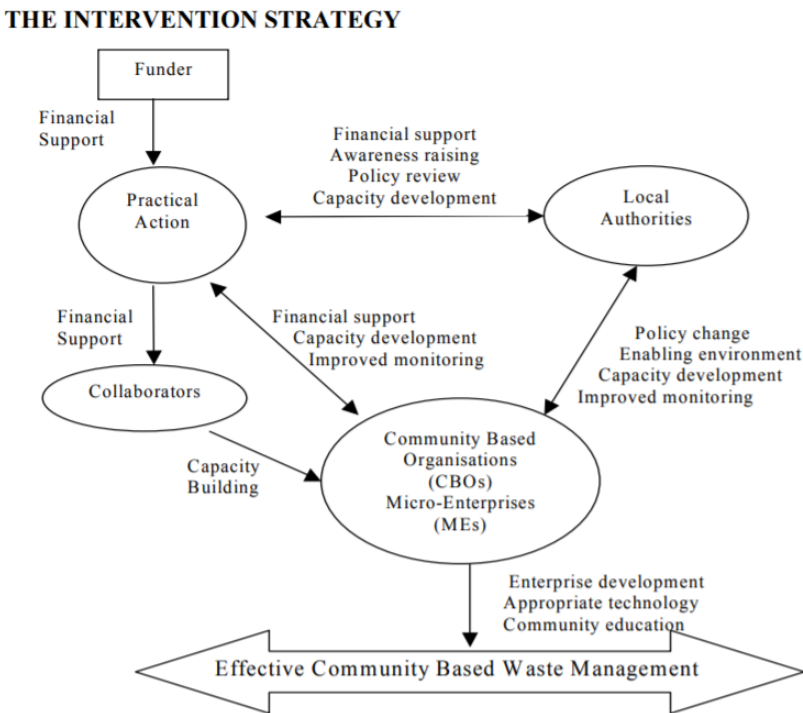 THE INTERVENTION STRATEGY
Funder
Financial
Support
Financial support
Awareness raising
Policy review
Capacity development
Practical
Action
Local
Authorities
Financial
Support
Financial support
Capacity development
Improved monitoring
Policy change
Enabling environment
Capacity development
Improved monitoring
Collaborators
Community Based
Organisations
(CBOs)
Micro-Enterprises
(MEs)
Capacity
Building
Enterprise development
Appropriate technology
Community education
Effective Community Based Waste Management